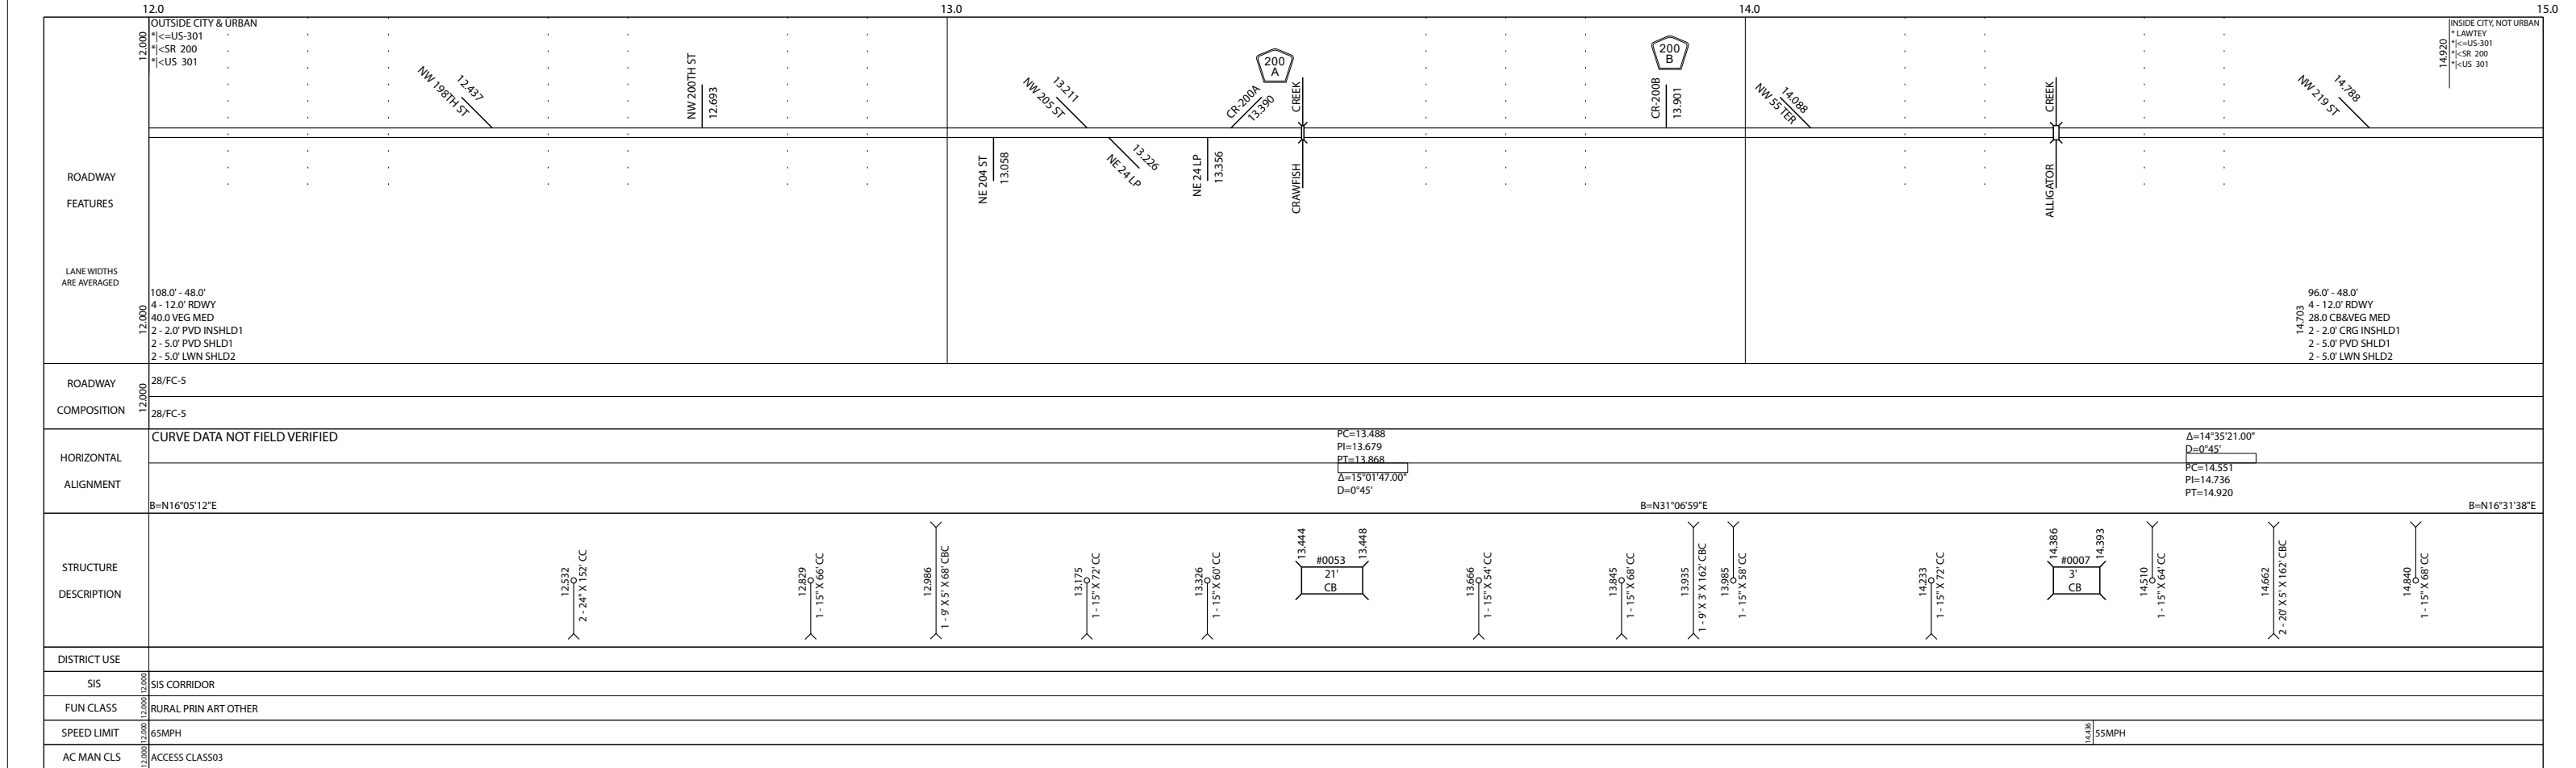 12.0
13.0
14.0
15.0
12.000
OUTSIDE CITY & URBAN
*|<=US-301
*|<SR 200
*|<US 301
14.920
INSIDE CITY, NOT URBAN
* LAWTEY
*|<=US-301
*|<SR 200
*|<US 301
NW 198TH ST
12.437
NW 200TH ST
12.693
NW 205 ST
13.211
200
A
CR-200A
13.390
CREEK
200
B
CR-200B
13.901
NW 55 TER
14.088
CREEK
NW 219 ST
14.788
ROADWAY
FEATURES
NE 204 ST
13.058
NE 24 LP
13.226
NE 24 LP
13.356
CRAWFISH
ALLIGATOR
LANE WIDTHS
ARE AVERAGED
12.000
108.0' - 48.0'
4 - 12.0' RDWY
40.0 VEG MED
2 - 2.0' PVD INSHLD1
2 - 5.0' PVD SHLD1
2 - 5.0' LWN SHLD2
14.703
96.0' - 48.0'
4 - 12.0' RDWY
28.0 CB&VEG MED
2 - 2.0' CRG INSHLD1
2 - 5.0' PVD SHLD1
2 - 5.0' LWN SHLD2
ROADWAY
COMPOSITION
12.000
28/FC-5
28/FC-5
HORIZONTAL
ALIGNMENT
CURVE DATA NOT FIELD VERIFIED
PC=13.488
PI=13.679
PT=13.868
Δ=15°01'47.00"
D=0°45'
Δ=14°35'21.00"
D=0°45'
PC=14.551
PI=14.736
PT=14.920
B=N16°05'12"E
B=N31°06'59"E
B=N16°31'38"E
STRUCTURE
DESCRIPTION
12.532
2 - 24" X 152' CC
12.829
1 - 15" X 66' CC
12.986
1 - 9' X 5' X 68' CBC
13.175
1 - 15" X 72' CC
13.326
1 - 15" X 60' CC
13.444
13.448
#0053
21'
CB
13.666
1 - 15" X 54' CC
13.845
1 - 15" X 68' CC
13.935
1 - 9' X 3' X 162' CBC
13.985
1 - 15" X 58' CC
14.233
1 - 15" X 72' CC
14.386
14.393
#0007
3'
CB
14.510
1 - 15" X 64' CC
14.662
2 - 20' X 5' X 162' CBC
14.840
1 - 15" X 68' CC
DISTRICT USE
SIS
12.000
SIS CORRIDOR
FUN CLASS
12.000
RURAL PRIN ART OTHER
SPEED LIMIT
12.000
65MPH
14.436
55MPH
AC MAN CLS
12.000
ACCESS CLASS03